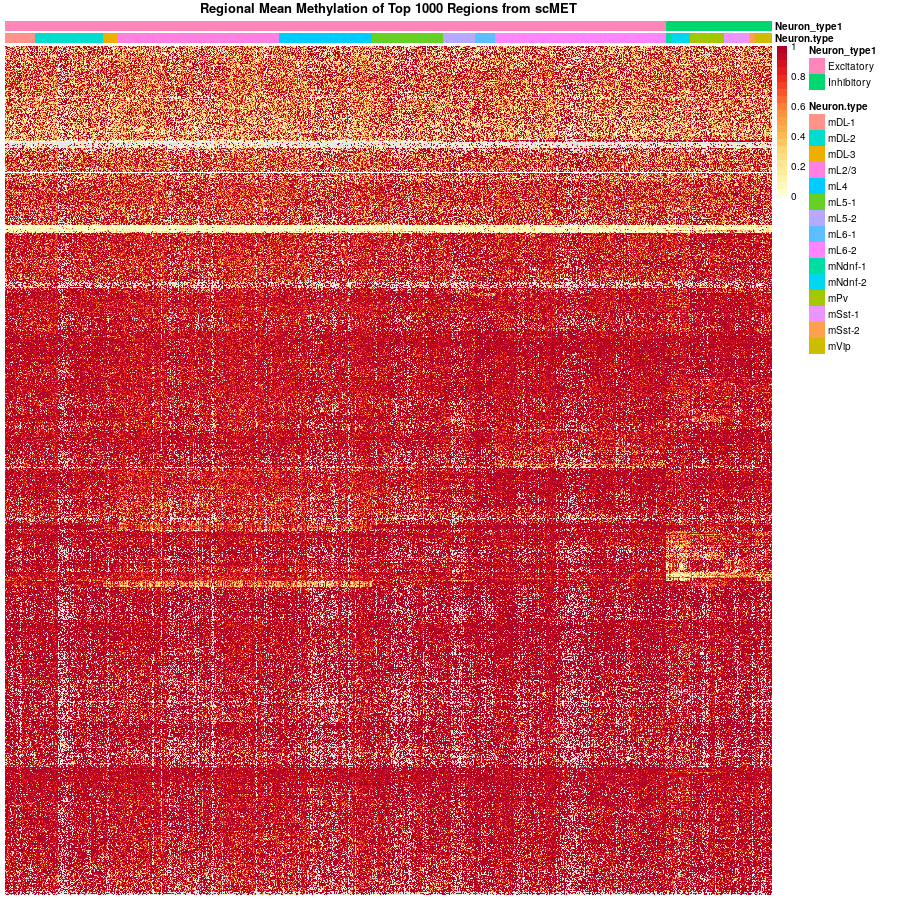 Regional Mean Methylation of Top 1000 Regions from scMET
Neuron_type1
Neuron.type
1
0.8
0.6
0.4
0.2
0
Neuron_type1
Excitatory
Inhibitory
Neuron.type
mDL-1
mDL-2
mDL-3
mL2/3
mL4
mL5-1
mL5-2
mL6-1
mL6-2
mNdnf-1
mNdnf-2
mPv
mSst-1
mSst-2
mVip